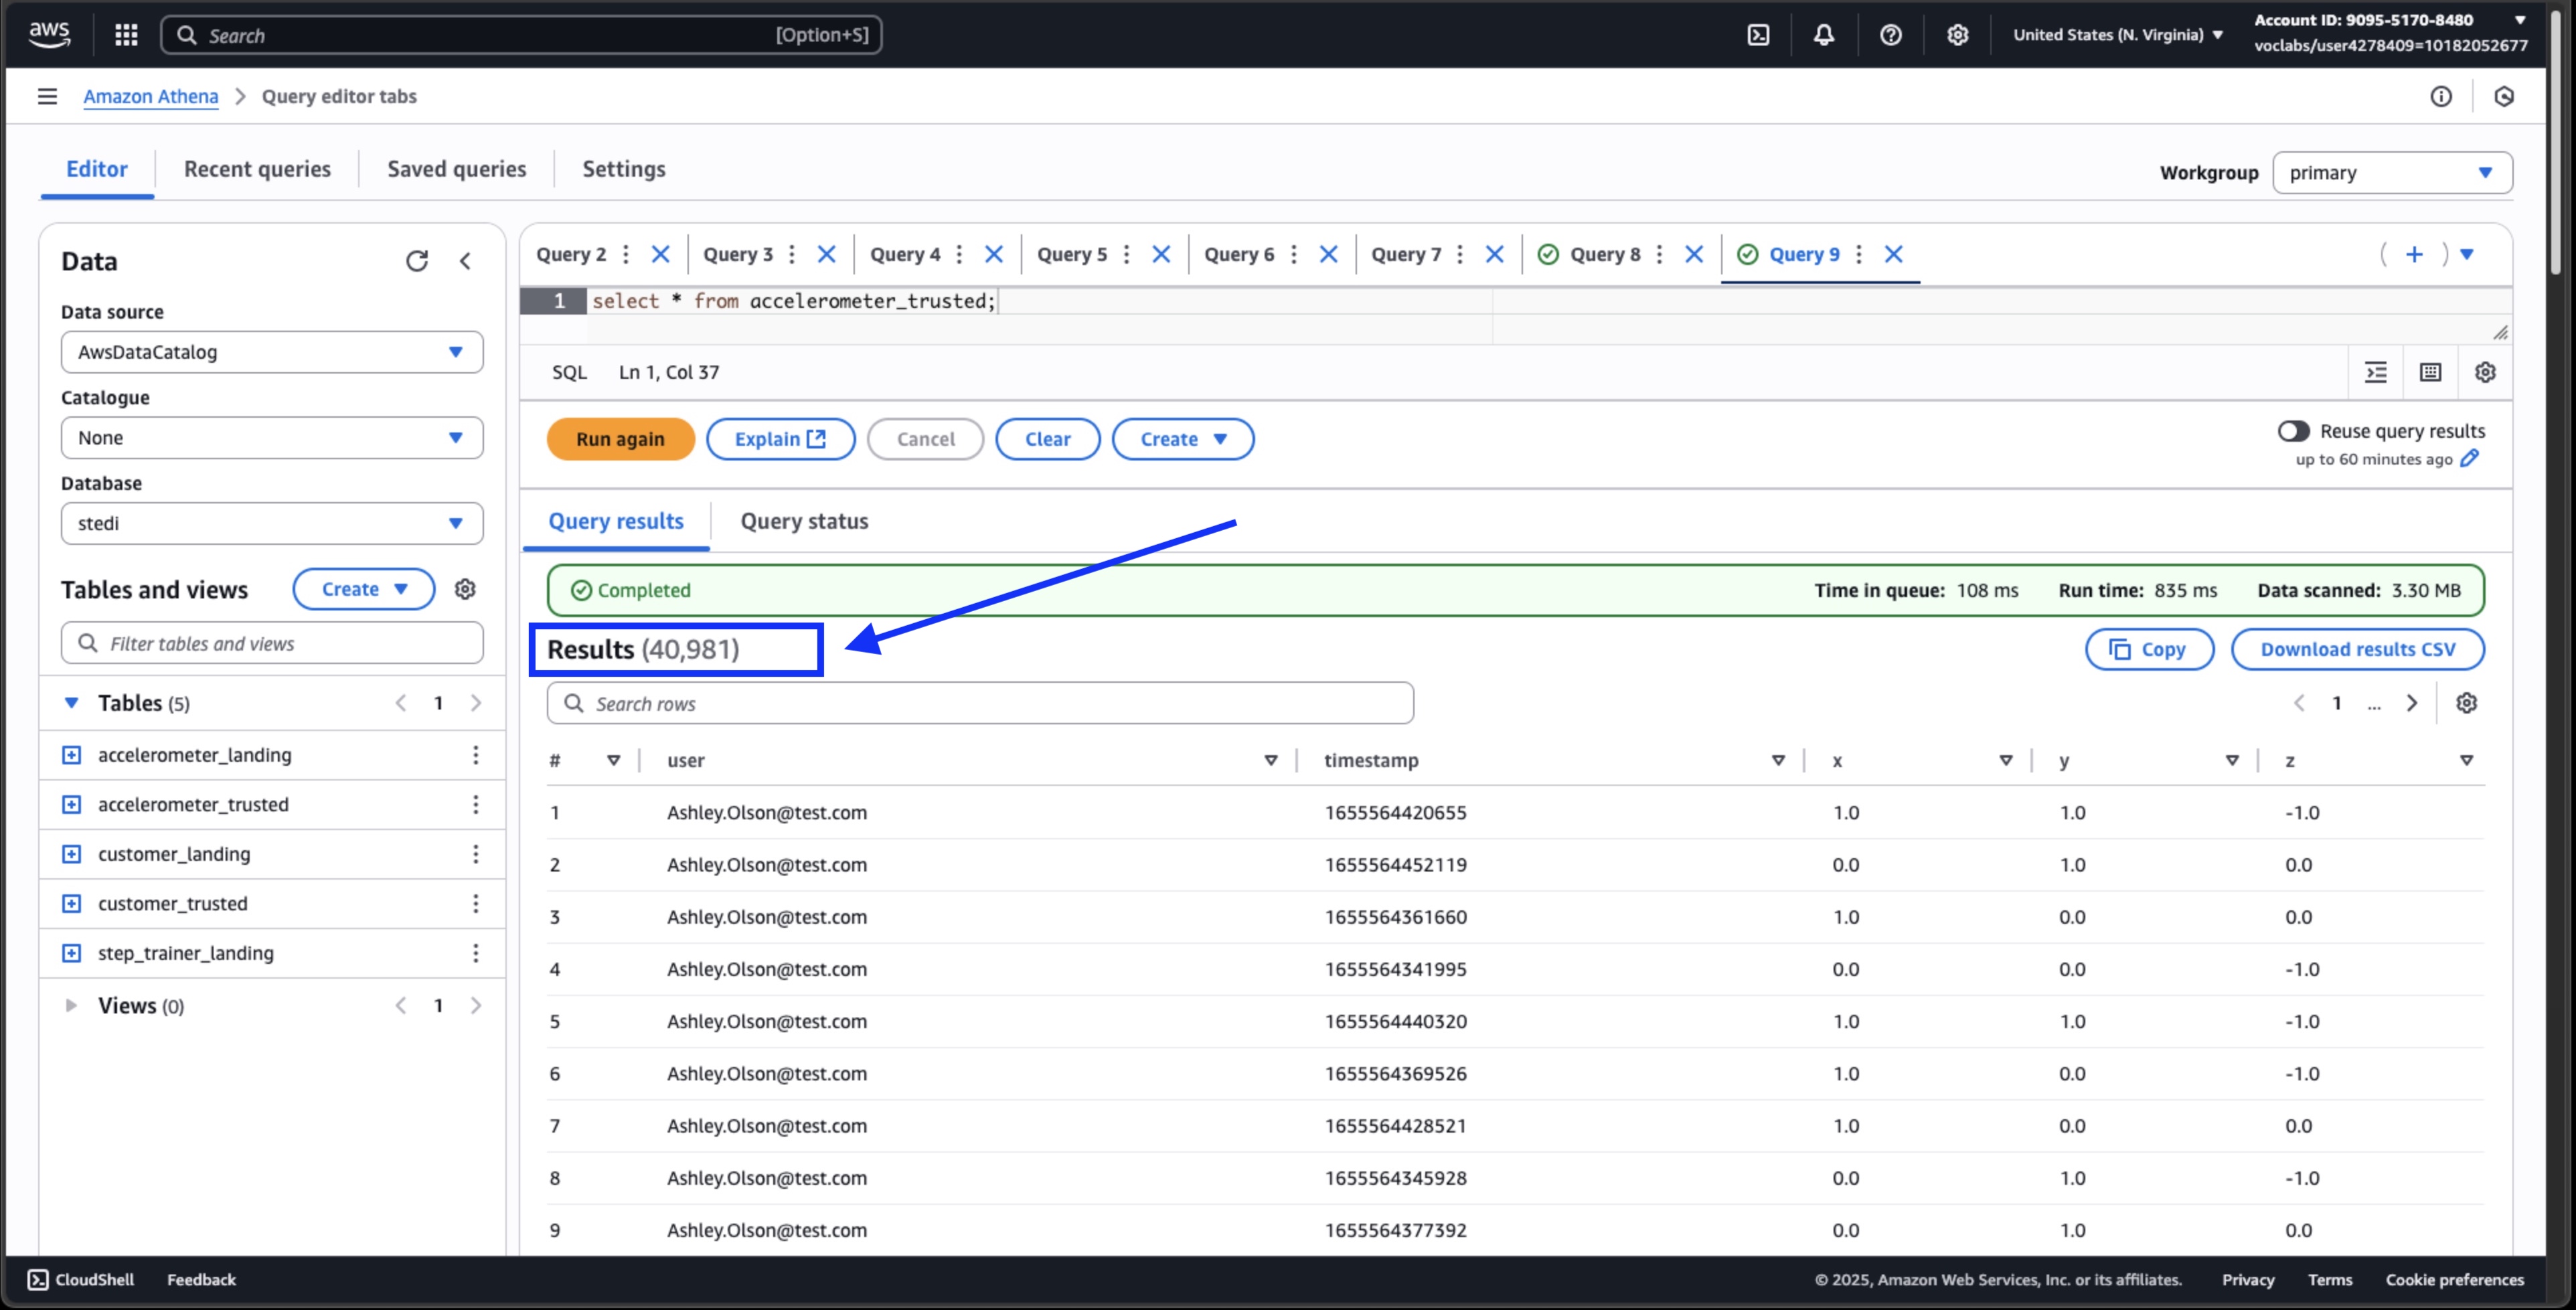 aws Search [Option+S] United States (N. Virginia) Account ID: 9095-5170-8480
voclabs/user4278409=10182052677
Amazon Athena Query editor tabs
Editor Recent queries Saved queries Settings Workgroup primary
Data
Data source
AwsDataCatalog
Catalogue
None
Database
stedi
Tables and views Create
Filter tables and views
Tables (5) 1
accelerometer_landing
accelerometer_trusted
customer_landing
customer_trusted
step_trainer_landing
Views (0) 1
Query 2 Query 3 Query 4 Query 5 Query 6 Query 7 Query 8 Query 9 ( + )
1 select * from accelerometer_trusted;
SQL Ln 1, Col 37
Run again Explain Cancel Clear Create Reuse query results
up to 60 minutes ago
Query results Query status
Completed Time in queue: 108 ms Run time: 835 ms Data scanned: 3.30 MB
Results (40,981) Copy Download results CSV
Search rows 1 ...
# user timestamp x y z
1 Ashley.Olson@test.com 1655564420655 1.0 1.0 -1.0
2 Ashley.Olson@test.com 1655564452119 0.0 1.0 0.0
3 Ashley.Olson@test.com 1655564361660 1.0 0.0 0.0
4 Ashley.Olson@test.com 1655564341995 0.0 0.0 -1.0
5 Ashley.Olson@test.com 1655564440320 1.0 1.0 -1.0
6 Ashley.Olson@test.com 1655564369526 1.0 0.0 -1.0
7 Ashley.Olson@test.com 1655564428521 1.0 0.0 0.0
8 Ashley.Olson@test.com 1655564345928 0.0 1.0 -1.0
9 Ashley.Olson@test.com 1655564377392 0.0 1.0 0.0
CloudShell Feedback © 2025, Amazon Web Services, Inc. or its affiliates. Privacy Terms Cookie preferences